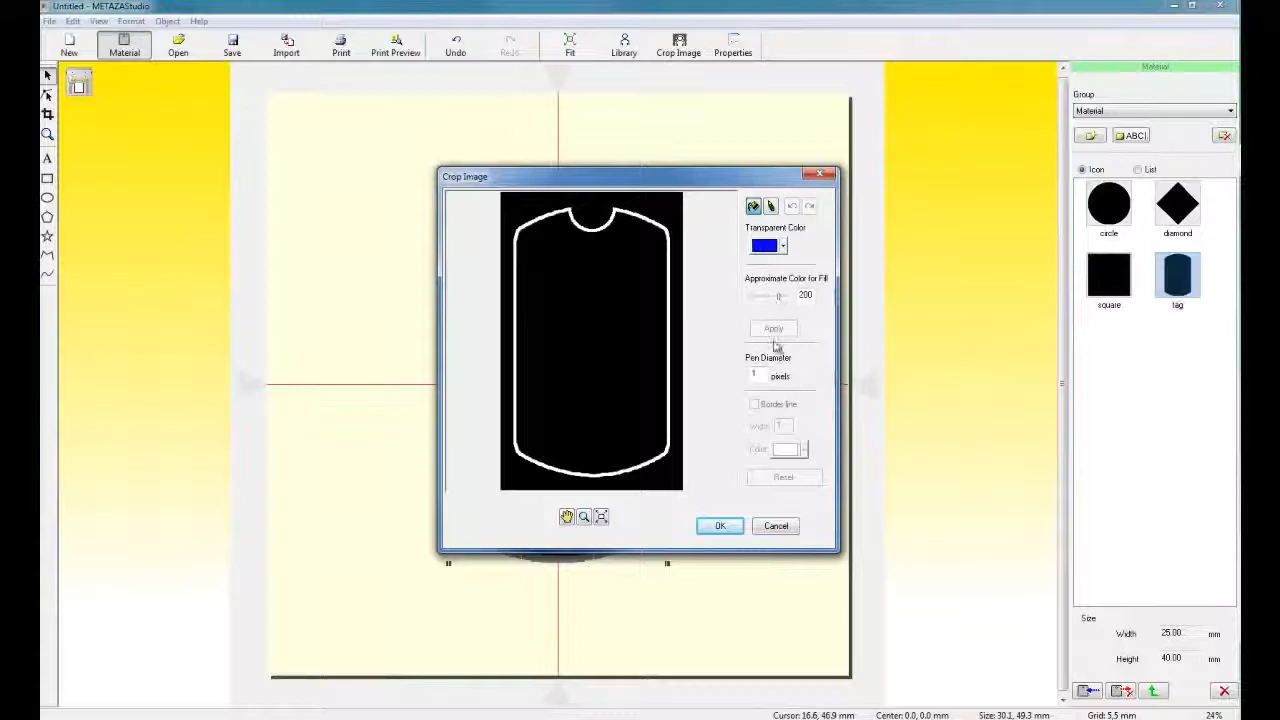 Untitled - METAZAStudio
File Edit View Format Object Help
New Material Open Save Import Print Print Preview Undo Redo Fit Library Crop Image Properties
Material
Group
Material
ABC
Icon List
circle diamond
square tag
Crop Image
Transparent Color
Approximate Color for Fill
200
Apply
Pen Diameter
1 pixels
Border line
Width: 1
Color:
Reset
OK Cancel
Size
Width 25.00 mm
Height 40.00 mm
Cursor: 16.6, 46.9 mm Center: 0.0, 0.0 mm Size: 30.1, 49.3 mm Grid: 5.5 mm 24%